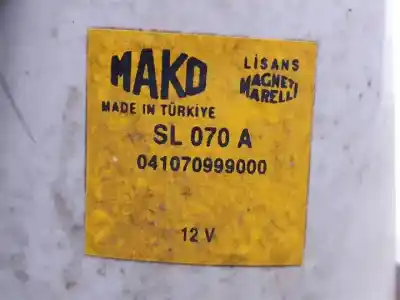 MAKO
LİSANS
MAGNETI
MARELLI
MADE IN TÜRKİYE
SL 070 A
041070999000
12 V